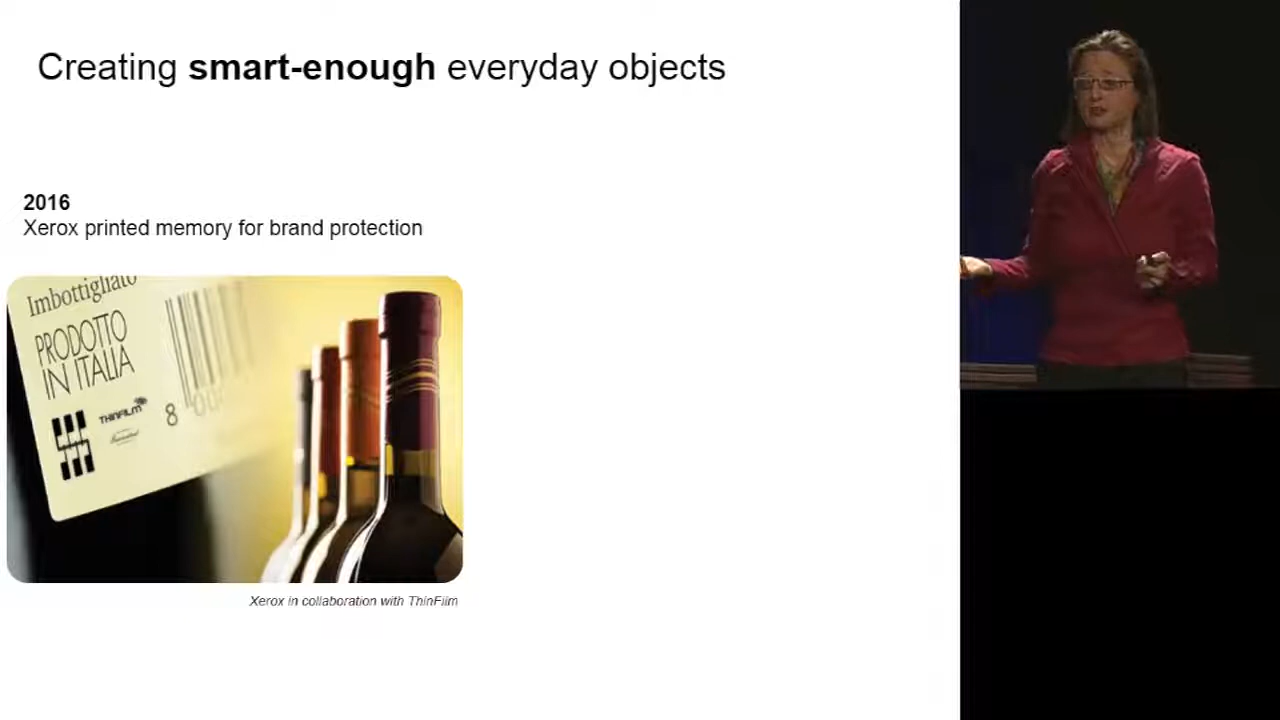 Creating smart-enough everyday objects
2016
Xerox printed memory for brand protection
Imbottigliato
PRODOTTO
IN ITALIA
THINFILM
8 00
Xerox in collaboration with ThinFilm